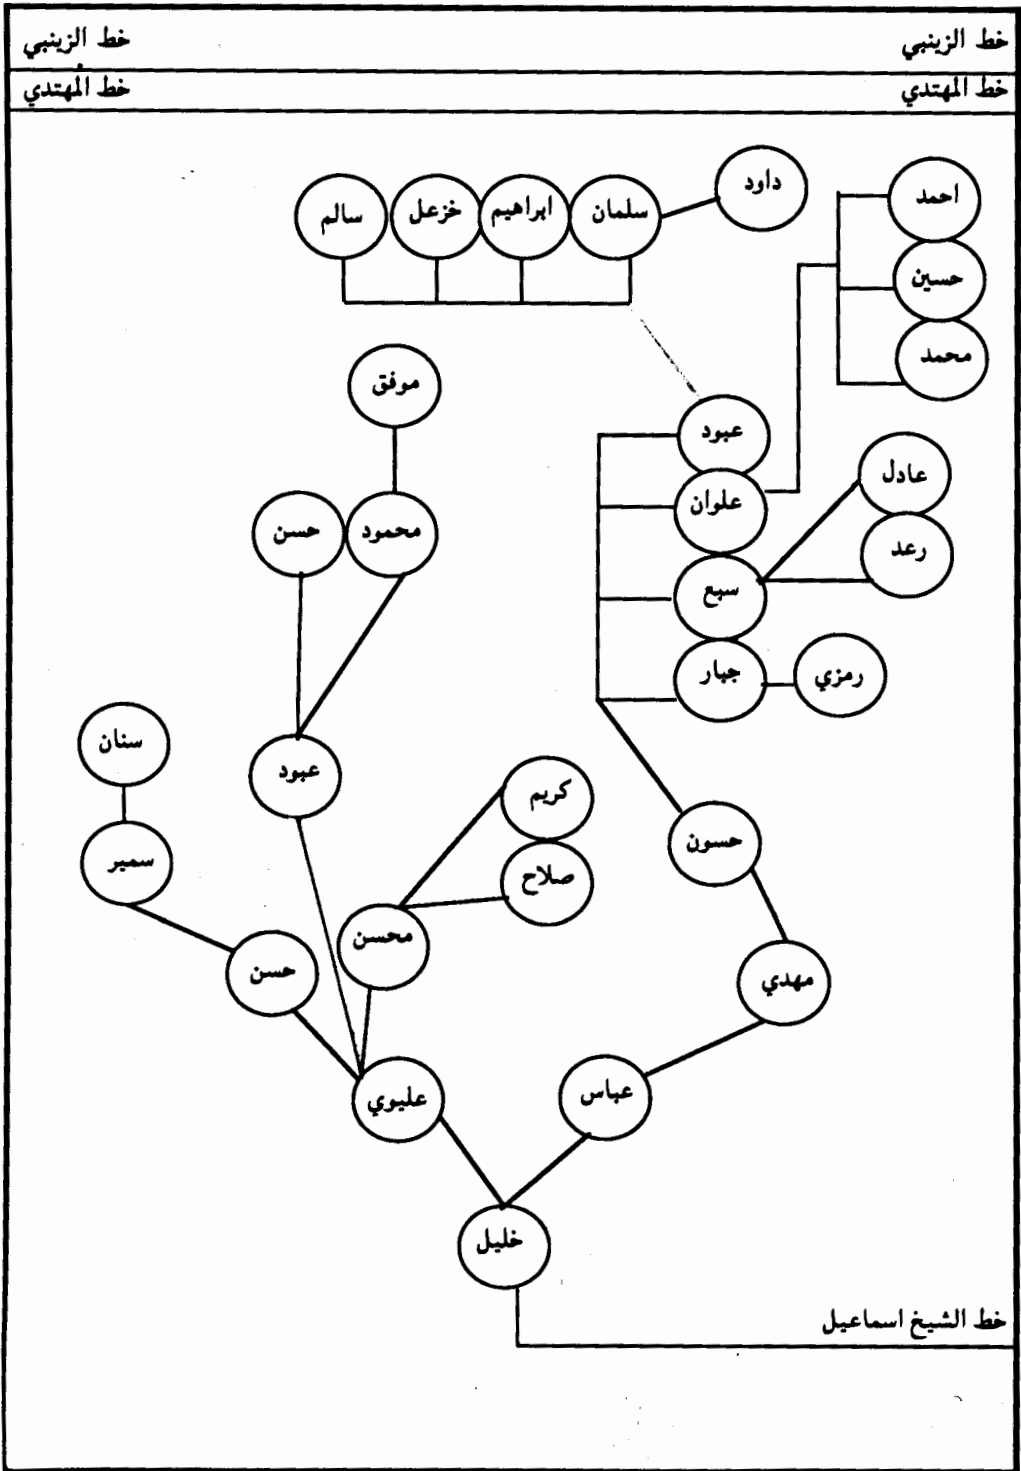 خط الزينبي
خط الزينبي
خط المهتدي
خط المهتدي
داود
سلمان
ابراهيم
خزعل
سالم
احمد
حسين
محمد
موفق
عبود
علوان
سبع
جبار
عادل
رعد
رمزي
محمود
حسن
سنان
عبود
سمير
كريم
صلاح
حسون
محسن
حسن
مهدي
عباس
عليوي
خليل
خط الشيخ اسماعيل